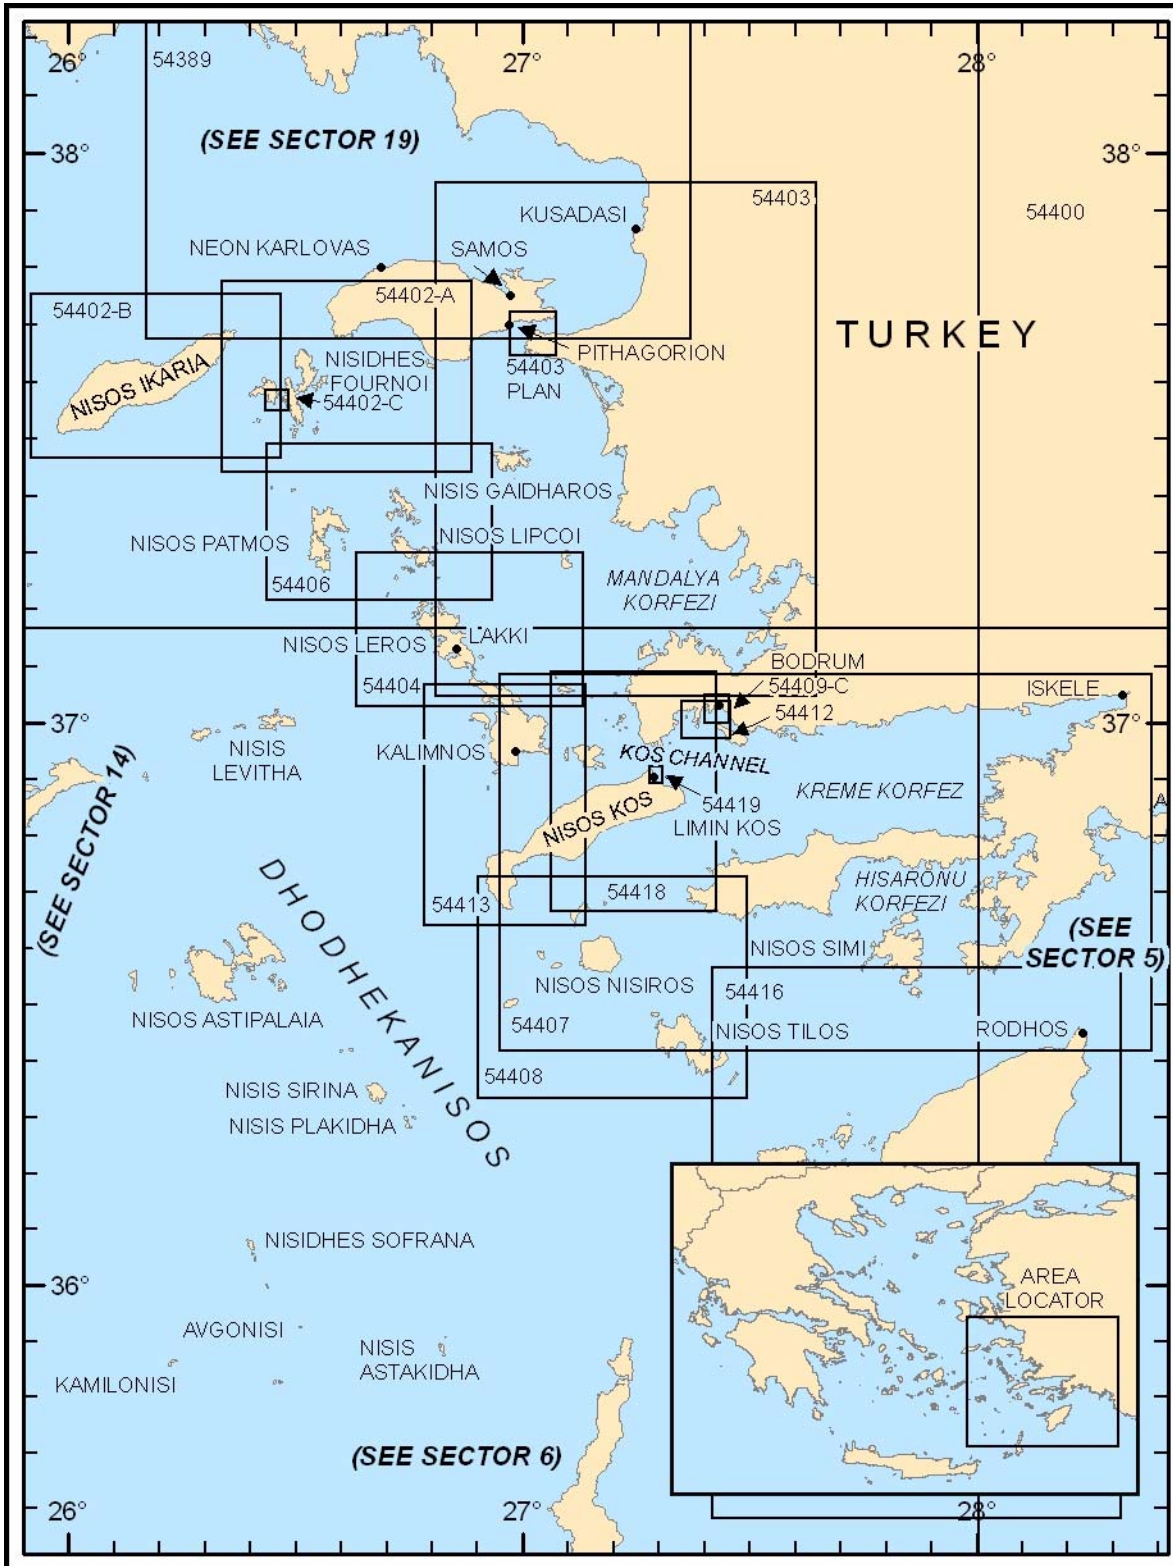 26°
54389
27°
28°
(SEE SECTOR 19)
38°
38°
KUSADASI
54403
54400
NEON KARLOVAS
SAMOS
54402-B
54402-A
TURKEY
NISOS IKARIA
NISIDHES
FOURNOI
54402-C
54403
PLAN
PITHAGORION
NISIS GAIDHAROS
NISOS PATMOS
NISOS LIPCOI
54406
MANDALYA
KORFEZI
NISOS LEROS
LAKKI
54404
BODRUM
54409-C
54412
ISKELE
37°
37°
NISIS
LEVITHA
KALIMNOS
KOS CHANNEL
KREME KORFEZ
A
54419
LIMIN KOS
NISOS KOS
(SEE SECTOR 14)
DHODHEKANISOS
54413
54418
HISARONU
KORFEZI
(SEE
SECTOR 5)
NISOS SIMI
NISOS NISIROS
54416
NISOS ASTIPALAIA
54407
NISOS TILOS
RODHOS
54408
NISIS SIRINA
NISIS PLAKIDHA
NISIDHES SOFRANA
36°
AREA
LOCATOR
AVGONISI
NISIS
ASTAKIDHA
KAMILONISI
(SEE SECTOR 6)
26°
27°
28°